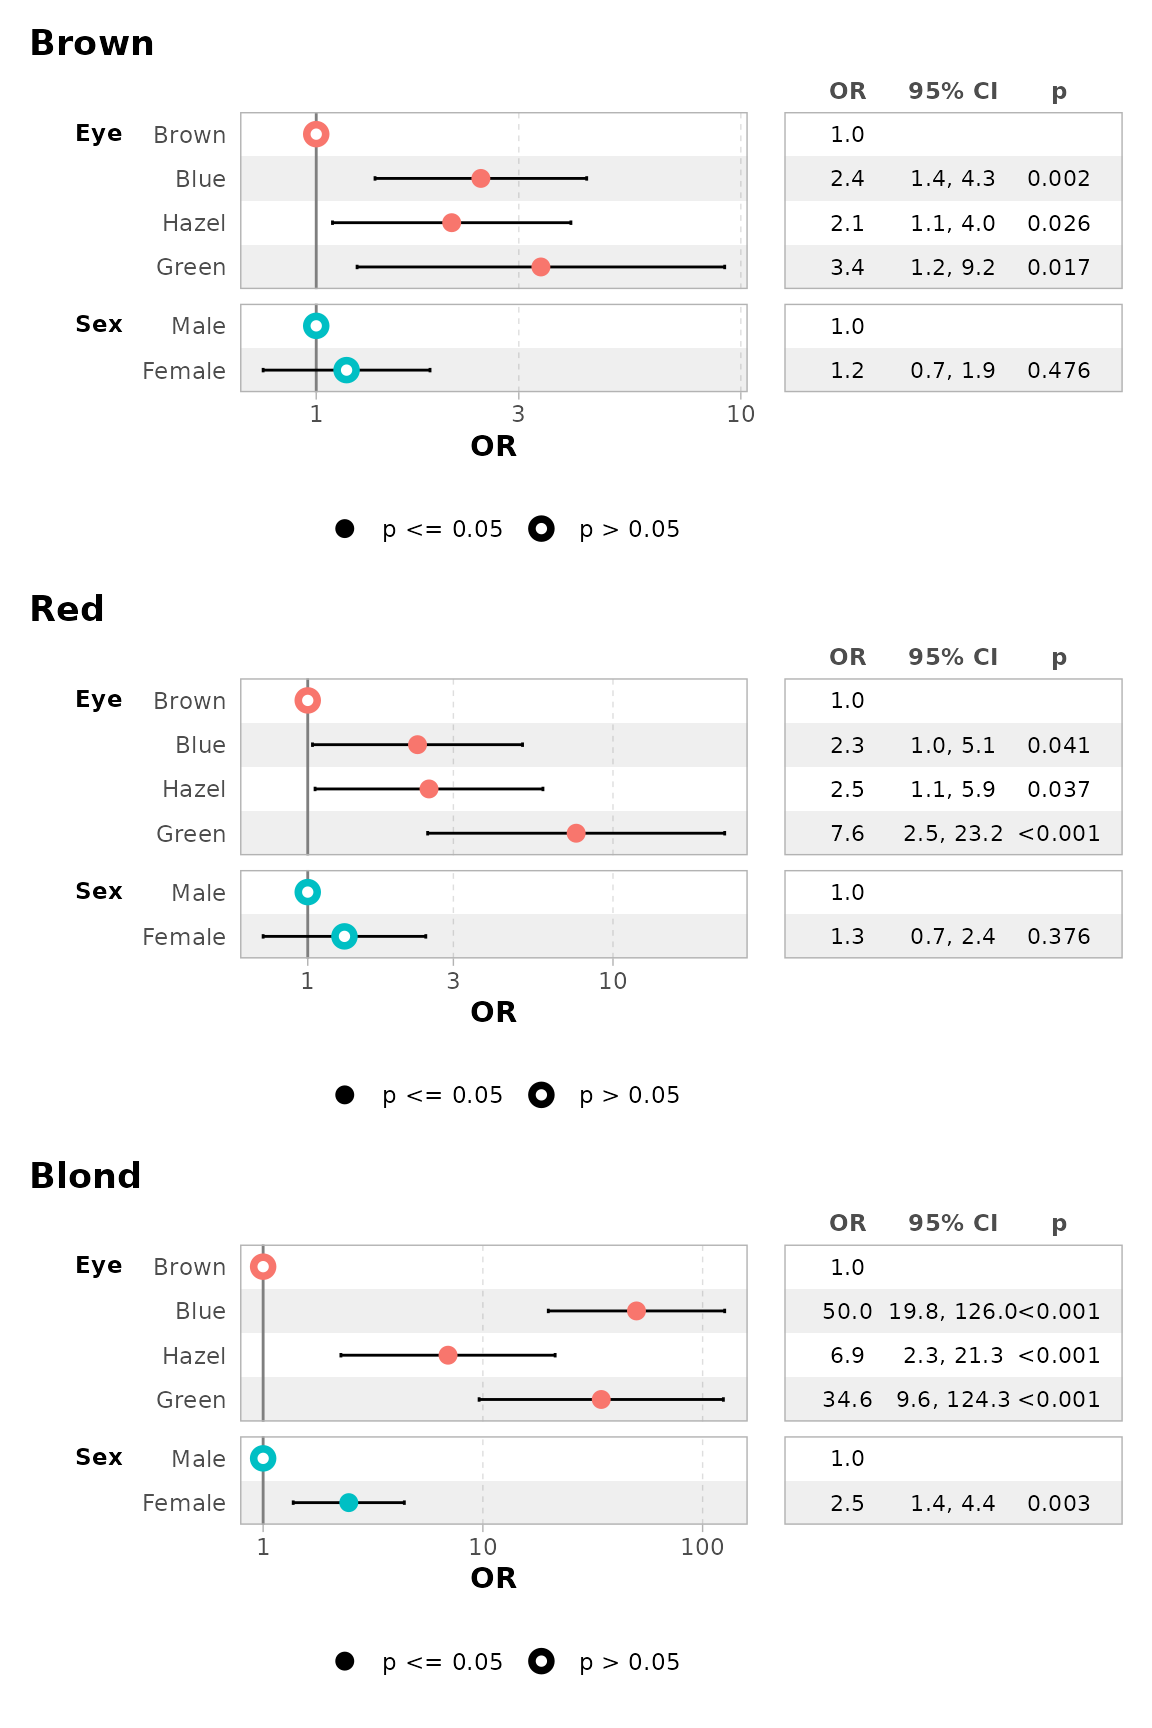 Brown
OR 95% CI p
Eye Brown 1.0
Blue 2.4 1.4, 4.3 0.002
Hazel 2.1 1.1, 4.0 0.026
Green 3.4 1.2, 9.2 0.017
Sex Male 1.0
Female 1.2 0.7, 1.9 0.476
1 3 10
OR
p <= 0.05 p > 0.05
Red
OR 95% CI p
Eye Brown 1.0
Blue 2.3 1.0, 5.1 0.041
Hazel 2.5 1.1, 5.9 0.037
Green 7.6 2.5, 23.2 <0.001
Sex Male 1.0
Female 1.3 0.7, 2.4 0.376
1 3 10
OR
p <= 0.05 p > 0.05
Blond
OR 95% CI p
Eye Brown 1.0
Blue 50.0 19.8, 126.0 <0.001
Hazel 6.9 2.3, 21.3 <0.001
Green 34.6 9.6, 124.3 <0.001
Sex Male 1.0
Female 2.5 1.4, 4.4 0.003
1 10 100
OR
p <= 0.05 p > 0.05